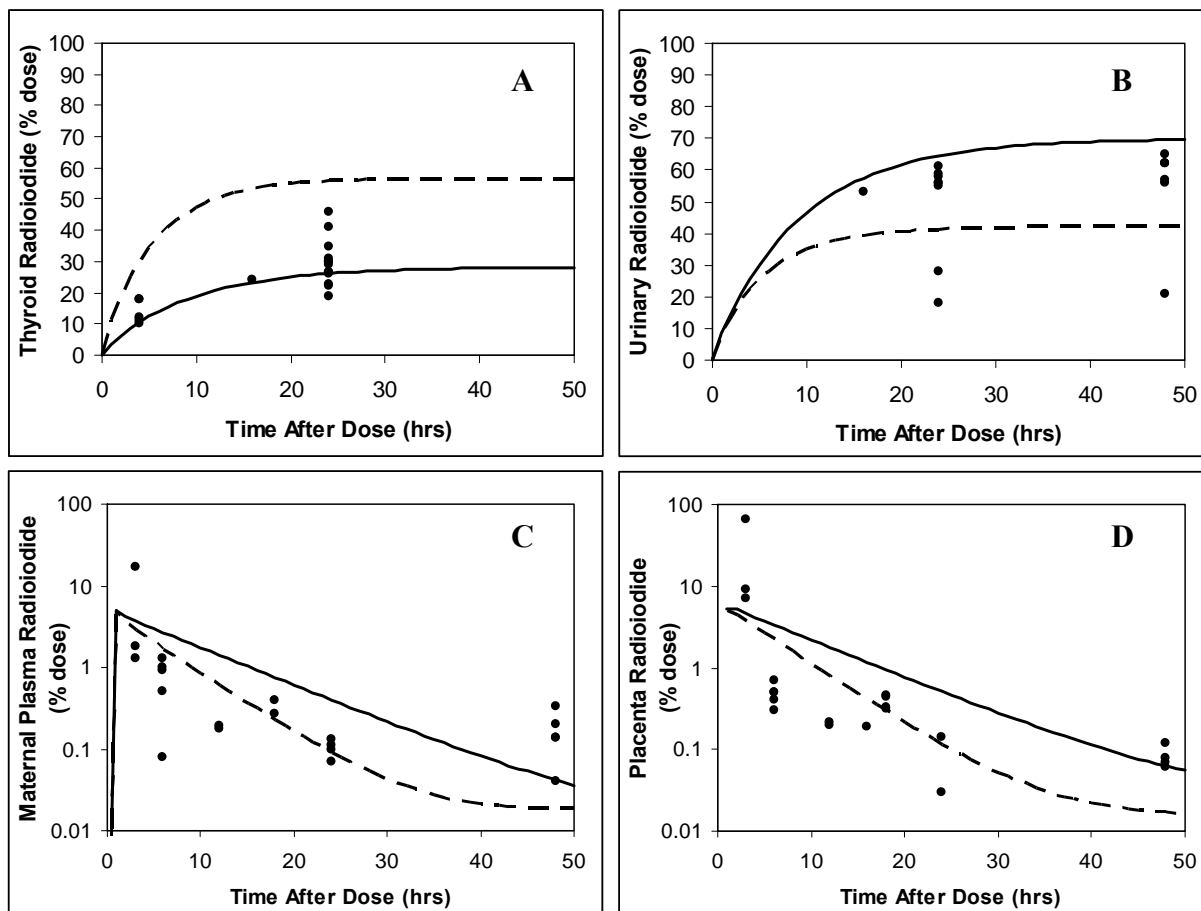 Thyroid Radioiodide (% dose)
100
90
80
70
60
50
40
30
20
10
0
A
0 10 20 30 40 50
Time After Dose (hrs)
Urinary Radioiodide (% dose)
100
90
80
70
60
50
40
30
20
10
0
B
0 10 20 30 40 50
Time After Dose (hrs)
Maternal Plasma Radioiodide
(% dose)
100
10
1
0.1
0.01
C
0 10 20 30 40 50
Time After Dose (hrs)
Placenta Radioiodide
(% dose)
100
10
1
0.1
0.01
D
0 10 20 30 40 50
Time After Dose (hrs)